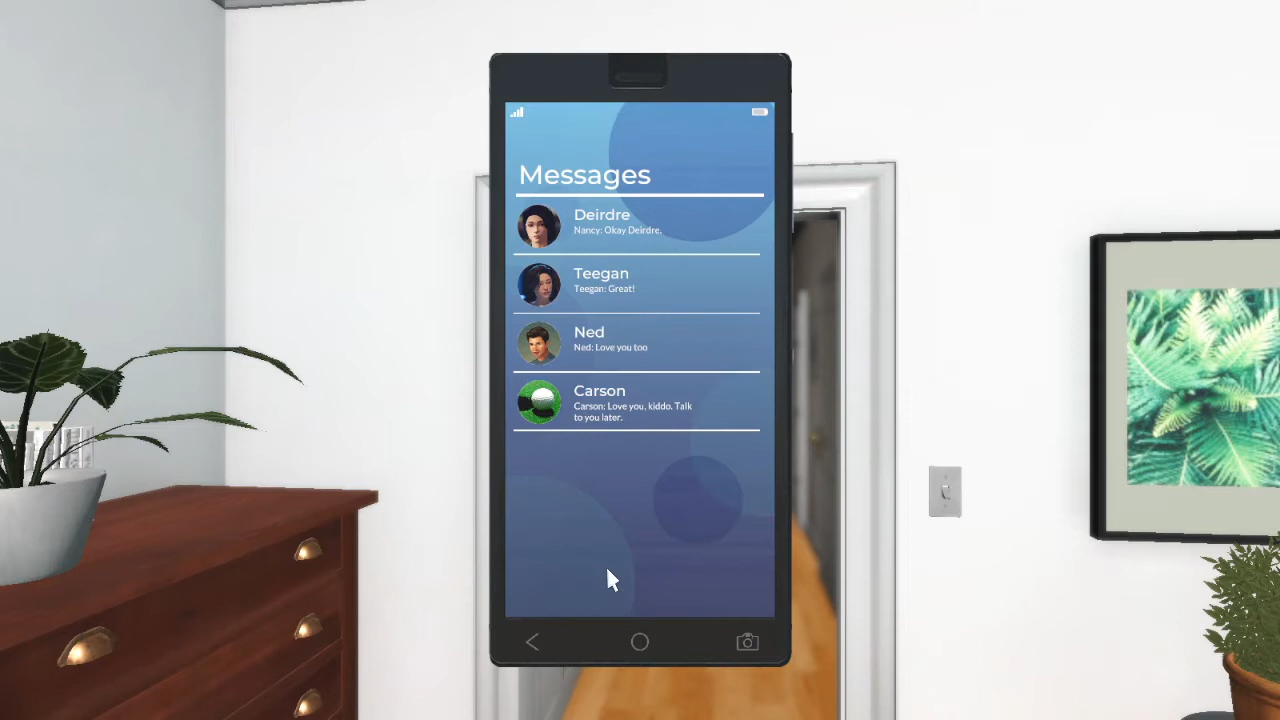 Messages
Deirdre
Nancy: Okay Deirdre.
Teegan
Teegan: Great!
Ned
Ned: Love you too
Carson
Carson: Love you, kiddo. Talk
to you later.